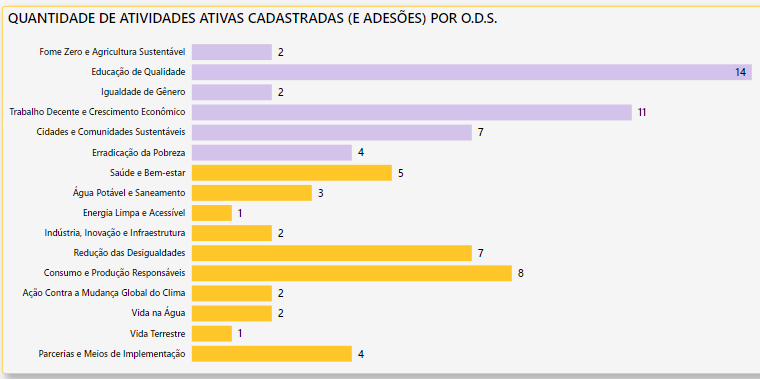 QUANTIDADE DE ATIVIDADES ATIVAS CADASTRADAS (E ADESÕES) POR O.D.S.
Fome Zero e Agricultura Sustentável 2
Educação de Qualidade 14
Igualdade de Gênero 2
Trabalho Decente e Crescimento Econômico 11
Cidades e Comunidades Sustentáveis 7
Erradicação da Pobreza 4
Saúde e Bem-estar 5
Água Potável e Saneamento 3
Energia Limpa e Acessível 1
Indústria, Inovação e Infraestrutura 2
Redução das Desigualdades 7
Consumo e Produção Responsáveis 8
Ação Contra a Mudança Global do Clima 2
Vida na Água 2
Vida Terrestre 1
Parcerias e Meios de Implementação 4